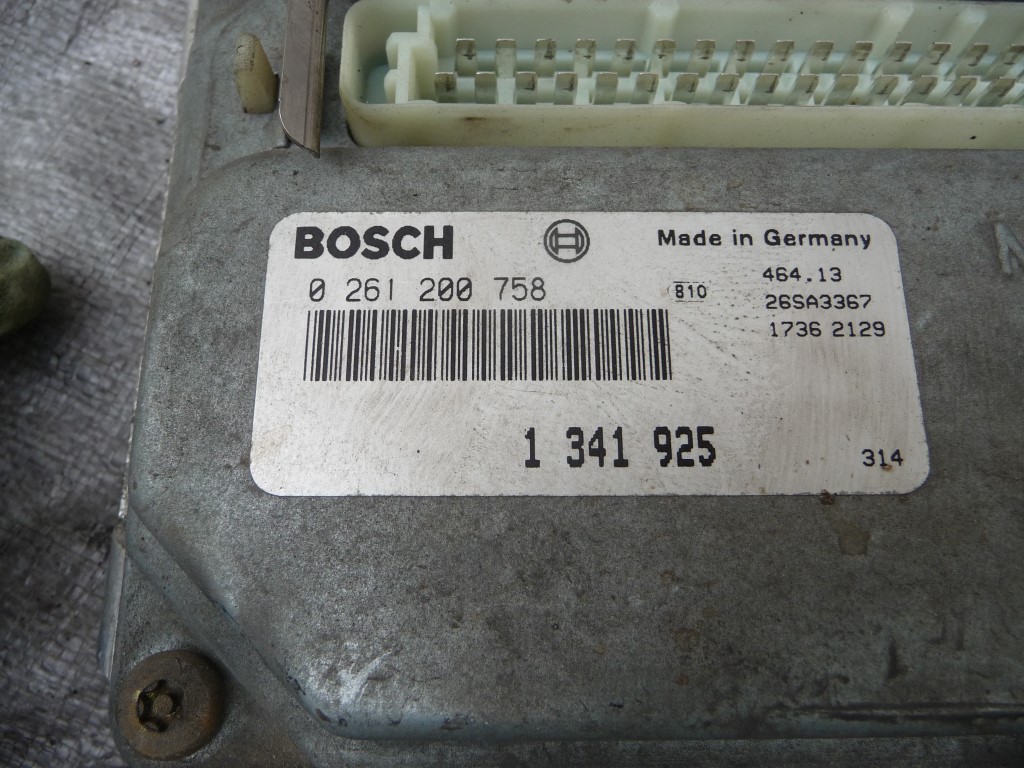 BOSCH Made in Germany
0 261 200 758 810 464.13
26SA3367
1736 2129
1 341 925
314